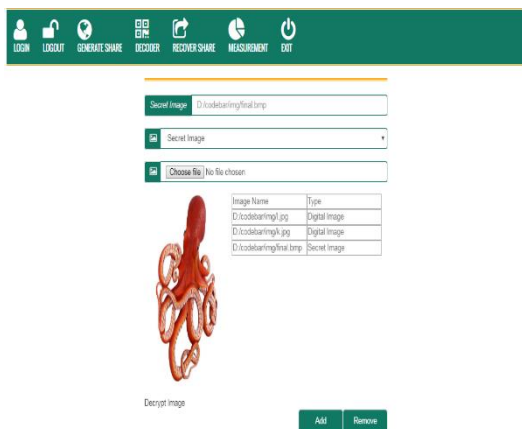 LOGIN LOGOUT GENERATE SHARE DECODER RECOVER SHARE MEASUREMENT EXIT
Secret Image D:/codebar/img/final.bmp
Secret Image
Choose file No file chosen
Image Name Type
D:/codebar/img/l.jpg Digital Image
D:/codebar/img/k.jpg Digital Image
D:/codebar/img/final.bmp Secret Image
Decrypt Image
Add Remove